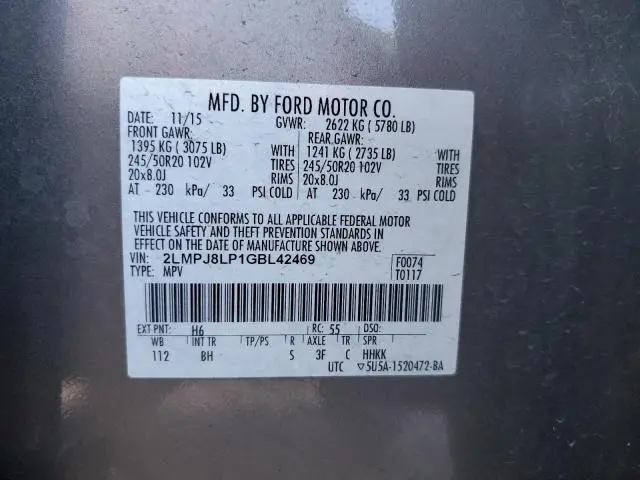 MFD. BY FORD MOTOR CO.
DATE: 11/15 GVWR: 2622 KG ( 5780 LB)
FRONT GAWR: REAR GAWR:
1395 KG ( 3075 LB) WITH 1241 KG ( 2735 LB) WITH
245/50R20 102V TIRES 245/50R20 102V TIRES
20x8.0J RIMS 20x8.0J RIMS
AT 230 kPa/ 33 PSI COLD AT 230 kPa/ 33 PSI COLD
THIS VEHICLE CONFORMS TO ALL APPLICABLE FEDERAL MOTOR
VEHICLE SAFETY AND THEFT PREVENTION STANDARDS IN
EFFECT ON THE DATE OF MANUFACTURE SHOWN ABOVE.
VIN: 2LMPJ8LP1GBL42469 F0074
TYPE: MPV T0117
EXT PNT: H6 RC: 55 DSO:
WB INT TR TP/PS R AXLE TR SPR
112 BH S 3F C HHKK
UTC ▽5U5A-1520472-BA